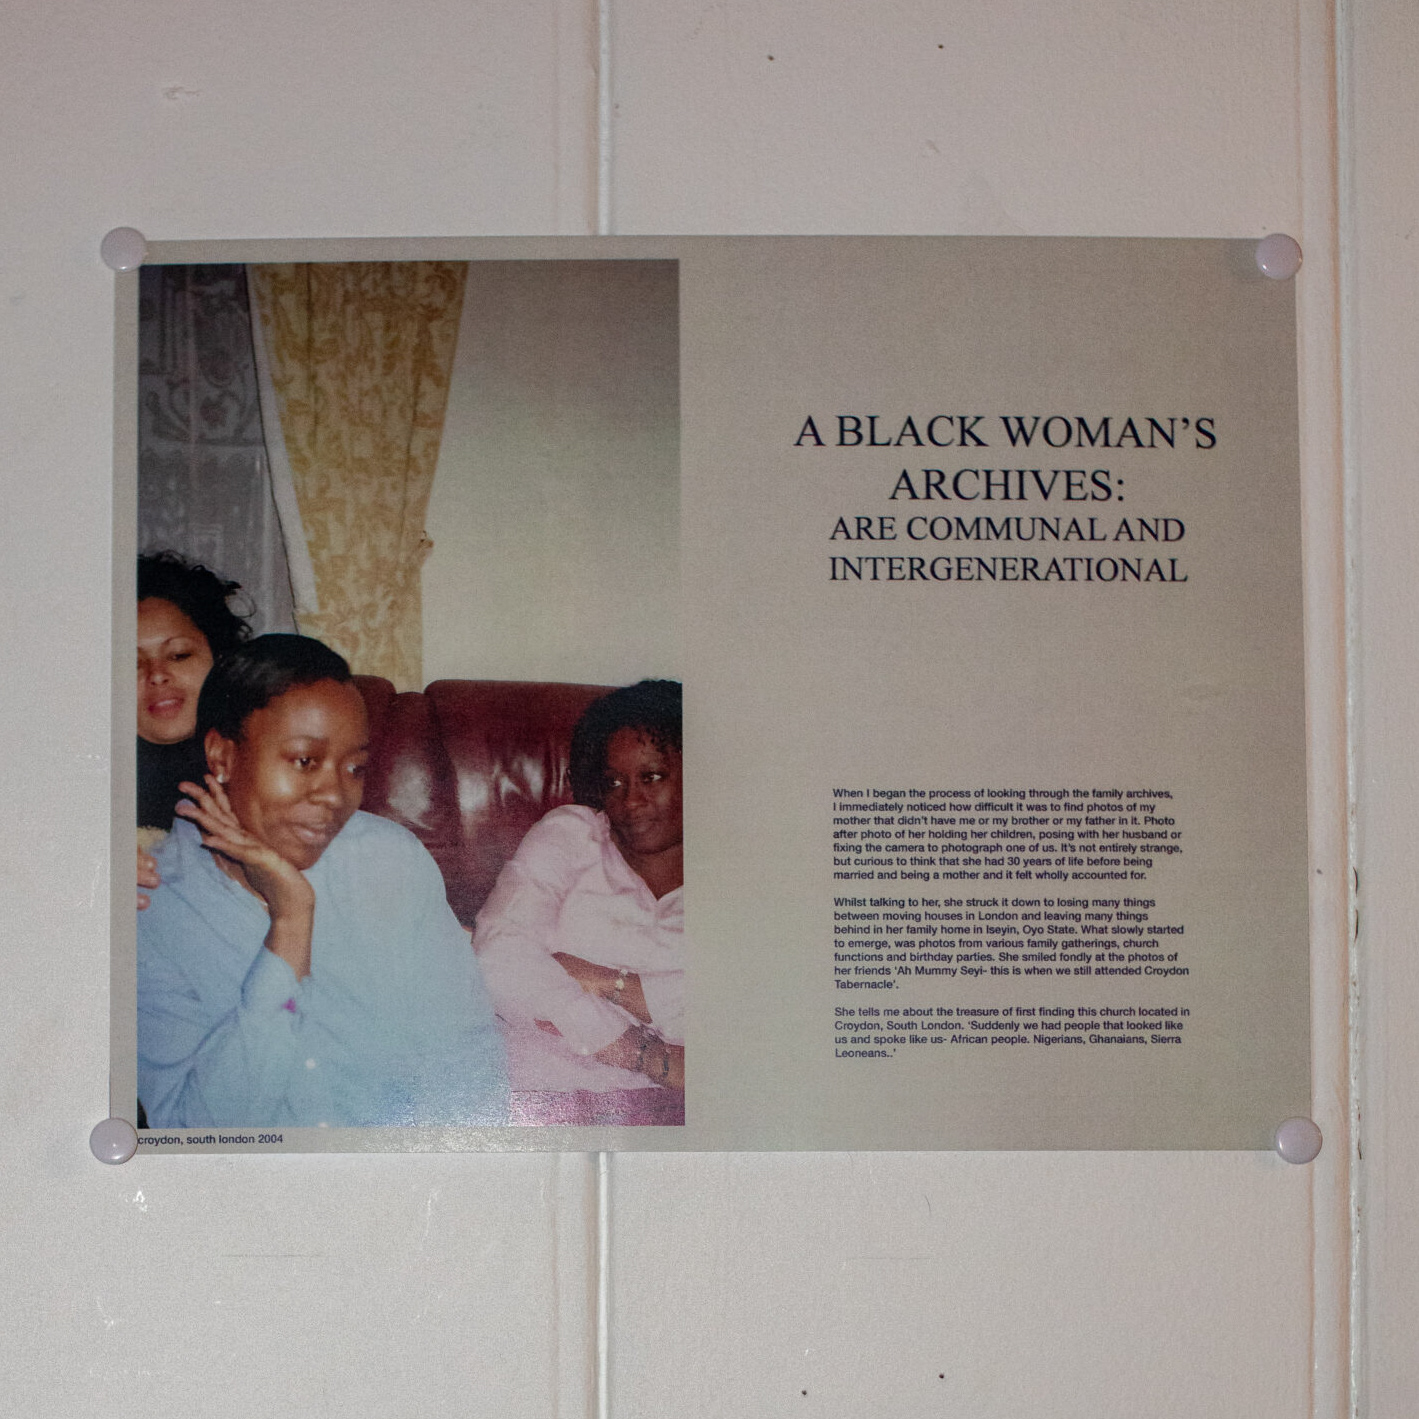 A BLACK WOMAN'S
ARCHIVES:
ARE COMMUNAL AND
INTERGENERATIONAL
When I began the process of looking through the family archives,
I immediately noticed how difficult it was to find photos of my
mother that didn't have me or my brother or my father in it. Photo
after photo of her holding her children, posing with her husband or
fixing the camera to photograph one of us. It's not entirely strange,
but curious to think that she had 30 years of life before being
married and being a mother and it felt wholly accounted for.
Whilst talking to her, she struck it down to losing many things
between moving houses in London and leaving many things
behind in her family home in Iseyin, Oyo State. What slowly started
to emerge, was photos from various family gatherings, church
functions and birthday parties. She smiled fondly at the photos of
her friends 'Ah Mummy Seyi- this is when we still attended Croydon
Tabernacle'.
She tells me about the treasure of first finding this church located in
Croydon, South London. 'Suddenly we had people that looked like
us and spoke like us- African people. Nigerians, Ghanaians, Sierra
Leoneans..'
croydon, south london 2004